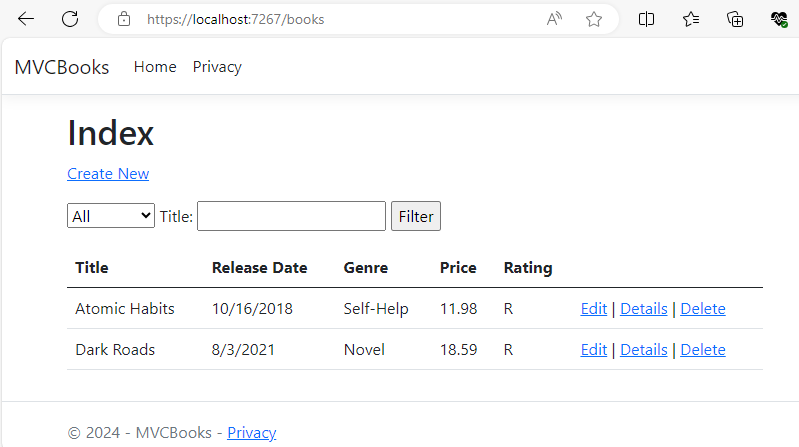 https://localhost:7267/books
MVCBooks Home Privacy
Index
Create New
All Title: Filter
Title Release Date Genre Price Rating
Atomic Habits 10/16/2018 Self-Help 11.98 R Edit | Details | Delete
Dark Roads 8/3/2021 Novel 18.59 R Edit | Details | Delete
© 2024 - MVCBooks - Privacy